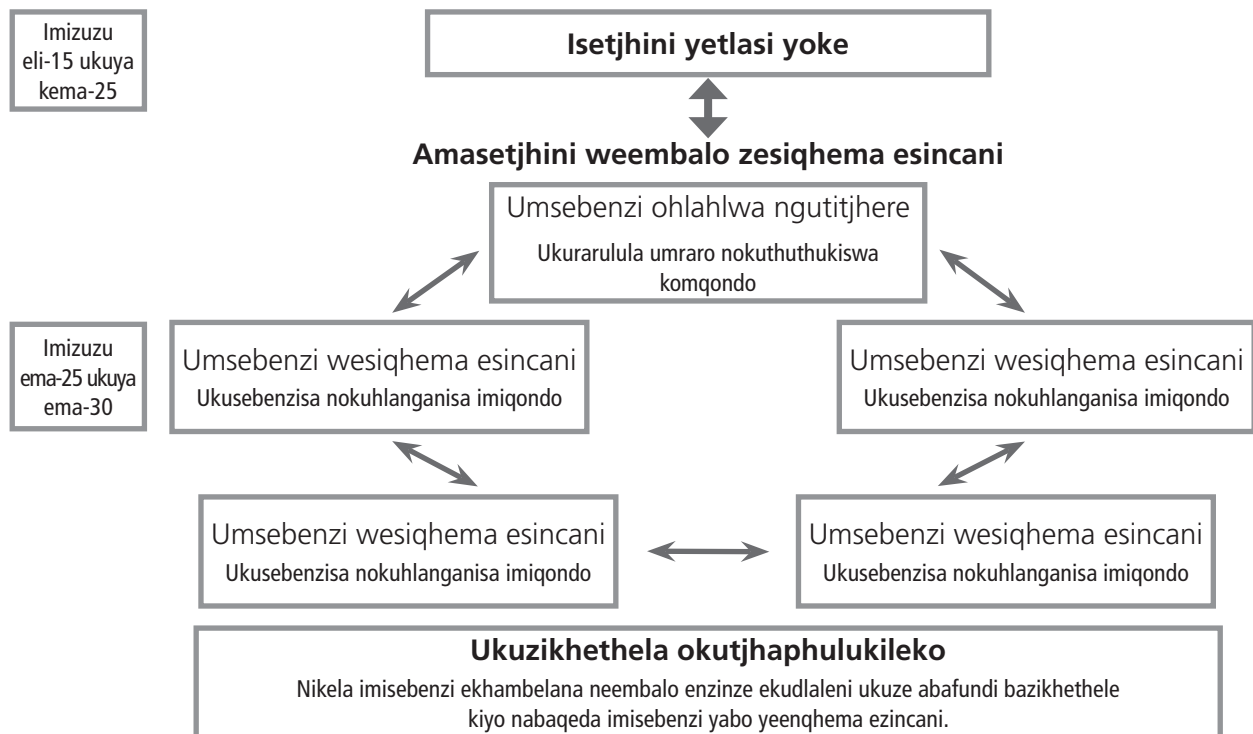 Imizuzu
eli-15 ukuya
kema-25
Isetjhini yetlasi yoke
Amasetjhini weembalo zesiqhema esincani
Umsebenzi ohlahlwa ngutitjhere
Ukurarulula umraro nokuthuthukiswa
komqondo
Imizuzu
ema-25 ukuya
ema-30
Umsebenzi wesiqhema esincani
Ukusebenzisa nokuhlanganisa imiqondo
Umsebenzi wesiqhema esincani
Ukusebenzisa nokuhlanganisa imiqondo
Umsebenzi wesiqhema esincani
Ukusebenzisa nokuhlanganisa imiqondo
Umsebenzi wesiqhema esincani
Ukusebenzisa nokuhlanganisa imiqondo
Ukuzikhethela okutjhaphulukileko
Nikela imisebenzi ekhambelana neembalo enzinze ekudlaleni ukuze abafundi bazikhethele
kiyo nabaqeda imisebenzi yabo yeenqhema ezincani.